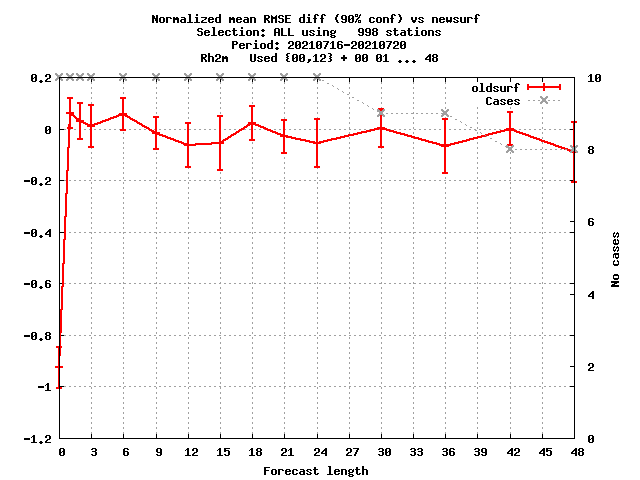 Normalized mean RMSE diff (90% conf) vs newsurf
Selection: ALL using   998 stations
Period: 20210716-20210720
Rh2m   Used {00,12} + 00 01 ... 48
oldsurf
Cases
0.2
0
-0.2
-0.4
-0.6
-0.8
-1
-1.2
10
8
6
4
2
0
No cases
0 3 6 9 12 15 18 21 24 27 30 33 36 39 42 45 48
Forecast length